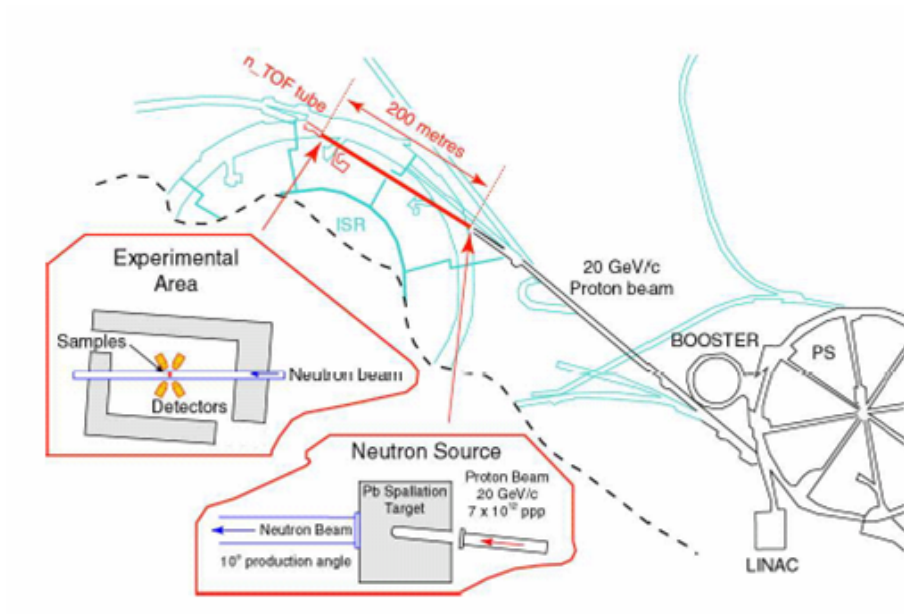 n_TOF tube
200 metres
ISR
Experimental
Area
Samples
Neutron beam
Detectors
20 GeV/c
Proton beam
BOOSTER
PS
LINAC
Neutron Source
Pb Spallation
Target
Proton Beam
20 GeV/c
7 x 10¹² ppp
Neutron Beam
10° production angle